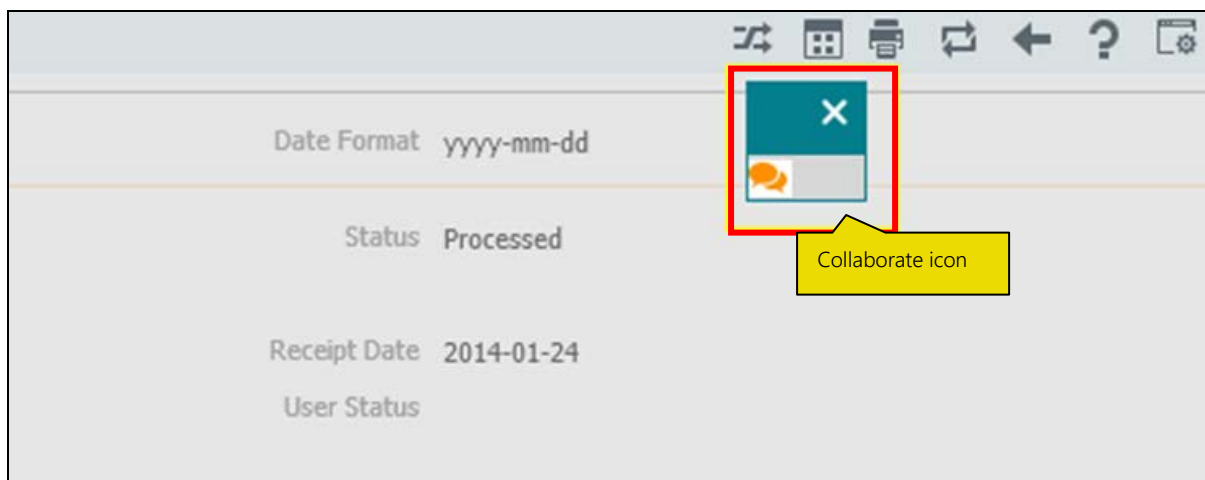 Date Format yyyy-mm-dd
Status Processed
Collaborate icon
Receipt Date 2014-01-24
User Status